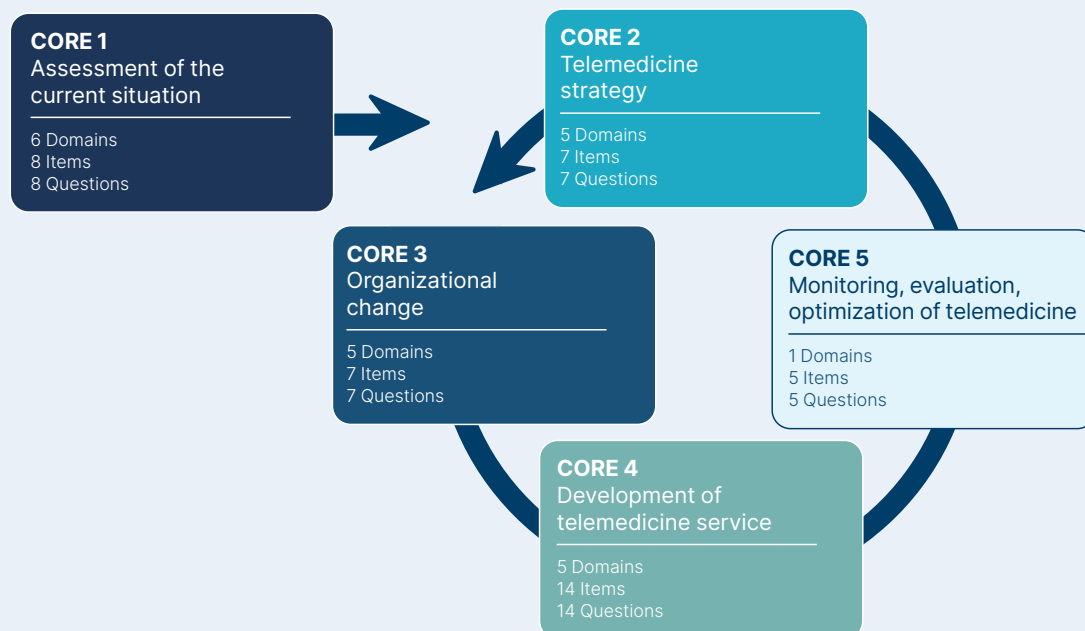 CORE 1
Assessment of the
current situation
6 Domains
8 Items
8 Questions
CORE 2
Telemedicine
strategy
5 Domains
7 Items
7 Questions
CORE 3
Organizational
change
5 Domains
7 Items
7 Questions
CORE 4
Development of
telemedicine service
5 Domains
14 Items
14 Questions
CORE 5
Monitoring, evaluation,
optimization of telemedicine
1 Domains
5 Items
5 Questions